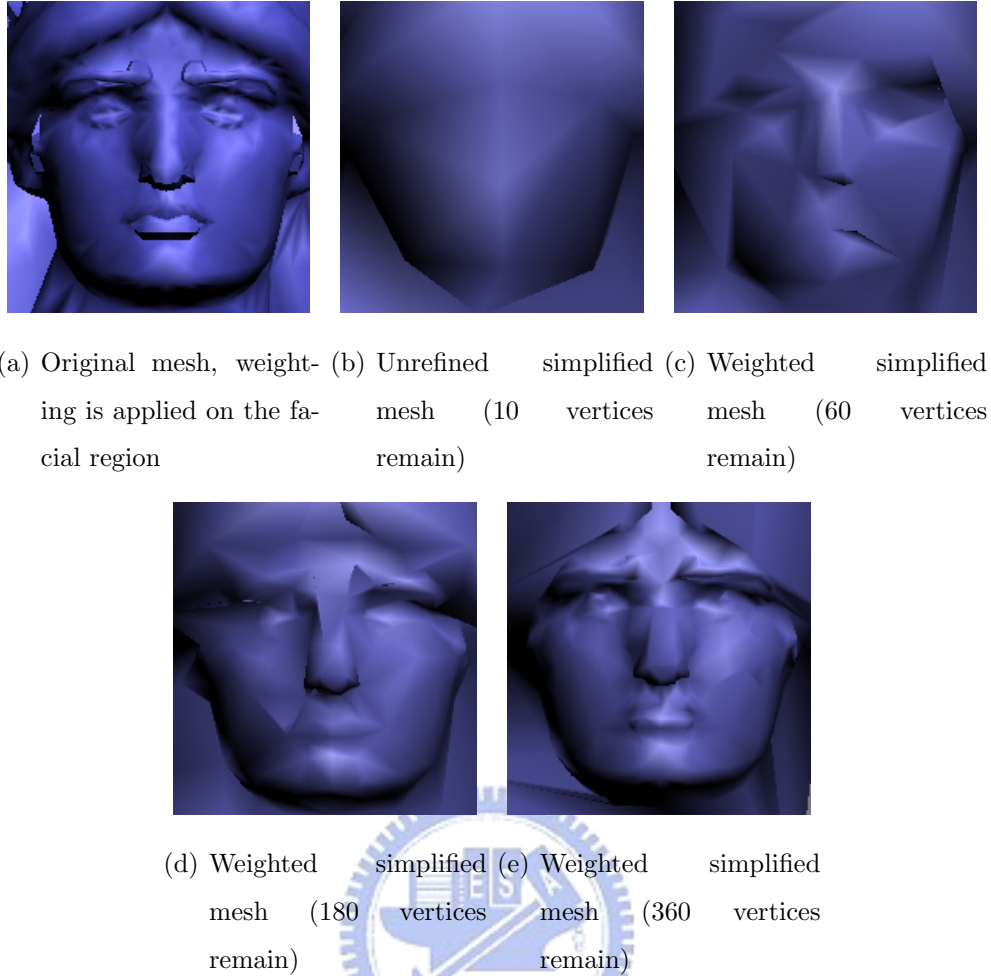 (a) Original mesh, weight-
ing is applied on the fa-
cial region
(b) Unrefined simplified
mesh (10 vertices
remain)
(c) Weighted simplified
mesh (60 vertices
remain)
(d) Weighted simplified
mesh (180 vertices
remain)
(e) Weighted simplified
mesh (360 vertices
remain)
E S
A